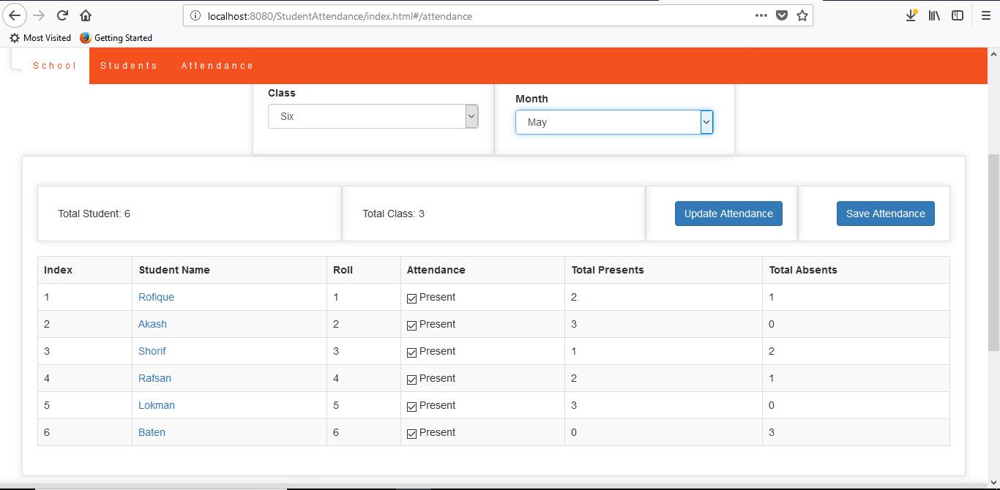 localhost:8080/StudentAttendance/index.html#/attendance
Most Visited Getting Started
School Students Attendance
Class
Six
Month
May
Total Student: 6 Total Class: 3 Update Attendance Save Attendance
Index Student Name Roll Attendance Total Presents Total Absents
1 Rofique 1 Present 2 1
2 Akash 2 Present 3 0
3 Shorif 3 Present 1 2
4 Rafsan 4 Present 2 1
5 Lokman 5 Present 3 0
6 Baten 6 Present 0 3